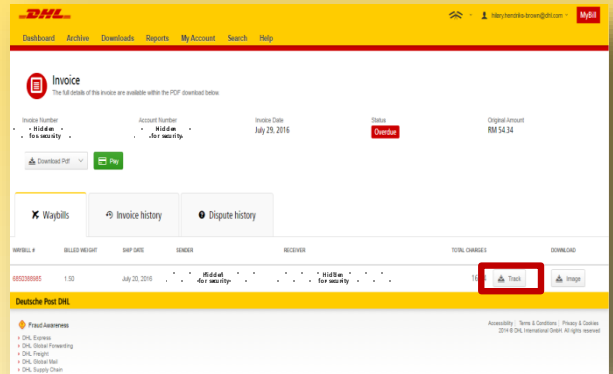 DHL
hilary.hendriks-brown@dhl.com
MyBill
Dashboard Archive Downloads Reports My Account Search Help
Invoice
The full details of this invoice are available within the PDF download below.
Invoice Number Account Number Invoice Date Status Original Amount
Hidden for security Hidden for security July 29, 2016 Overdue RM 54.34
Download Pdf Pay
Waybills Invoice history Dispute history
WAYBILL # BILLED WEIGHT SHIP DATE SENDER RECEIVER TOTAL CHARGES DOWNLOAD
1.50 July 20, 2016 Hidden for security Hidden for security Track Image
Deutsche Post DHL
Fraud Awareness
Accessibility | Terms & Conditions | Privacy & Cookies
2014 © DHL International GmbH. All rights reserved
DHL Express
DHL Global Forwarding
DHL Freight
DHL Global Mail
DHL Supply Chain